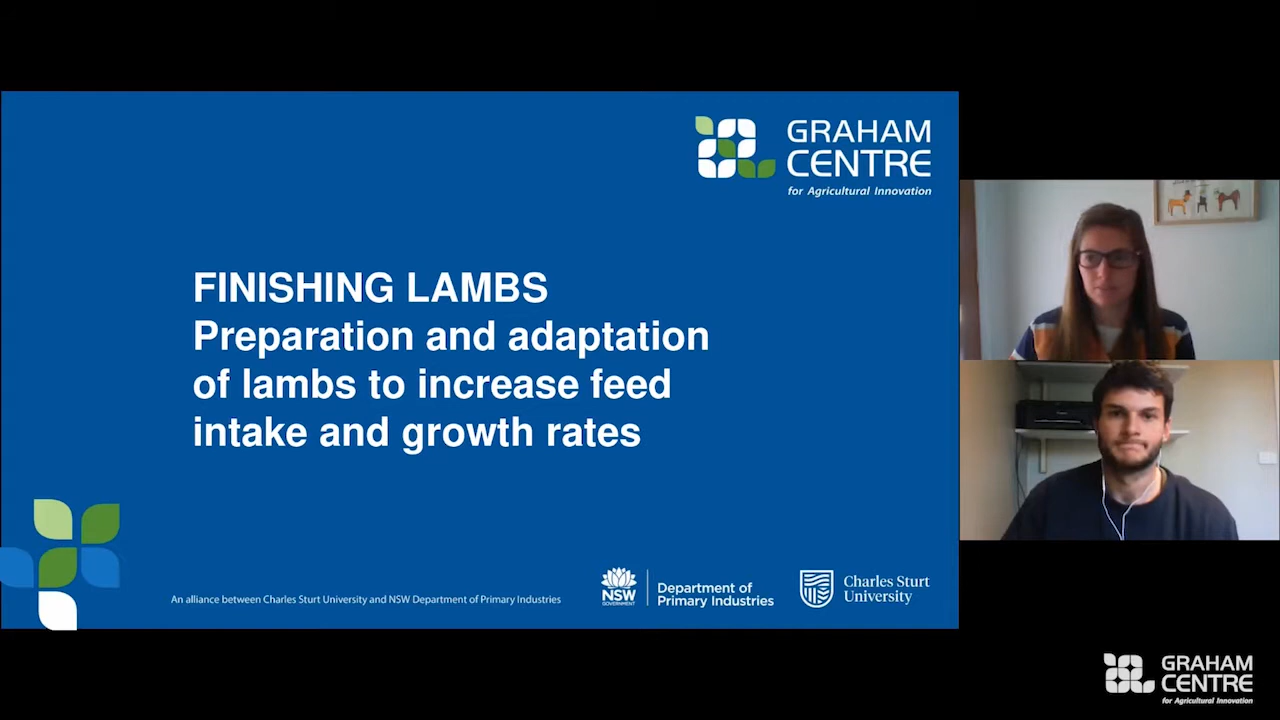 GRAHAM
CENTRE
for Agricultural Innovation
FINISHING LAMBS
Preparation and adaptation
of lambs to increase feed
intake and growth rates
An alliance between Charles Sturt University and NSW Department of Primary Industries
NSW
GOVERNMENT
Department of
Primary Industries
Charles Sturt
University
GRAHAM
CENTRE
for Agricultural Innovation